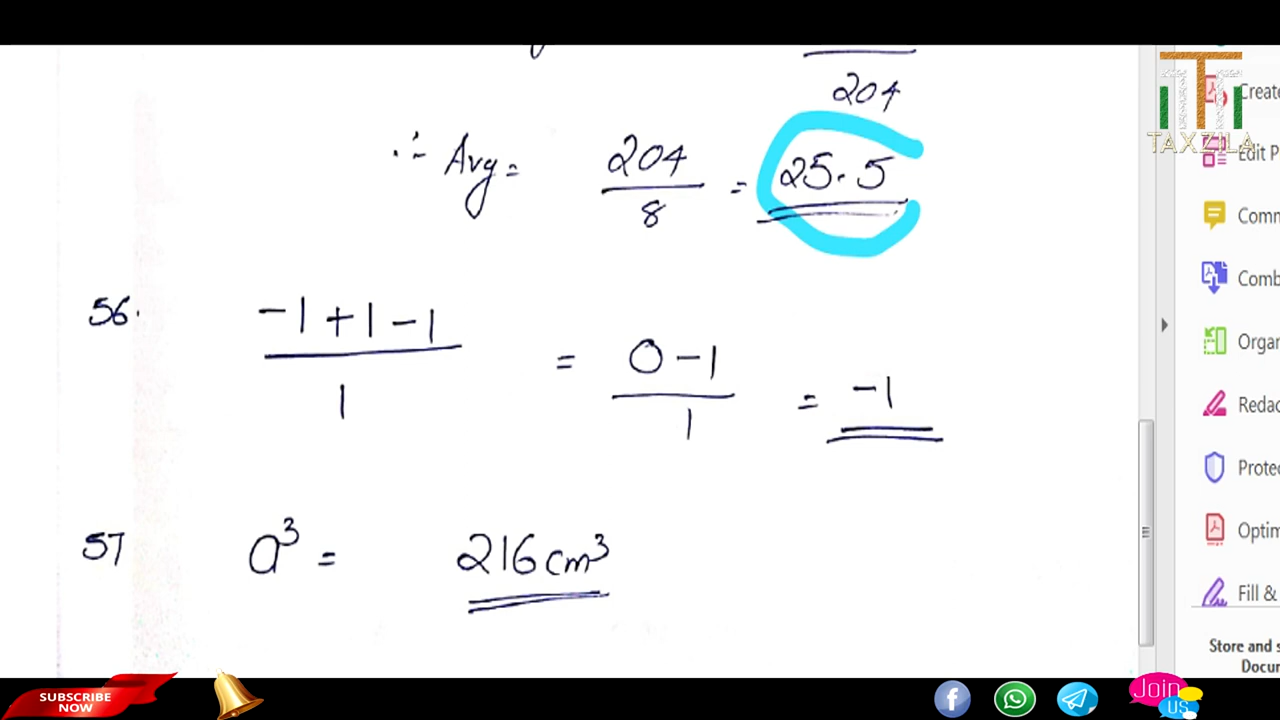 204
∴ Avg = 204/8 = 25.5
56. (-1+1-1)/1 = (0-1)/1 = -1
57 a³ = 216 cm³
TAXZILA
Create
Edit P
Comm
Comb
Organ
Redac
Prote
Optim
Fill &
Store and s
Docum
SUBSCRIBE
NOW
Join
US